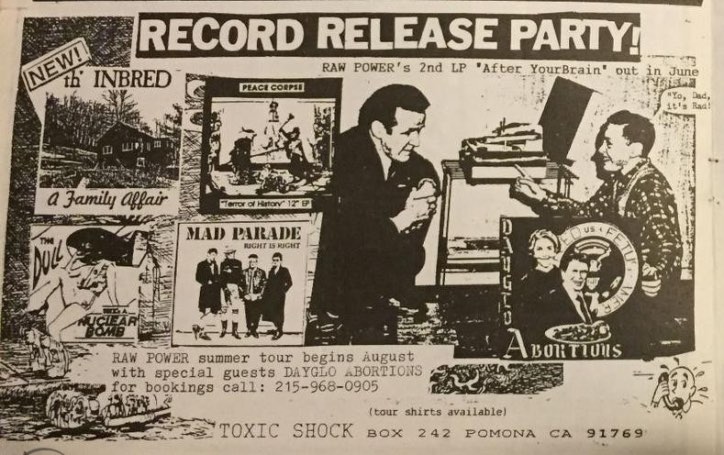 RECORD RELEASE PARTY!
RAW POWER's 2nd LP "After YourBrain" out in June
NEW!
th' INBRED
A Family Affair
PEACE CORPSE
"Terror of History" 12" EP
"Yo, Dad,
it's Rad!
THE
DULL
NUCLEAR
BOMB
MAD PARADE
RIGHT IS RIGHT
DAYGLO
ABORTIONS
FEED US A FETUS
RAW POWER summer tour begins August
with special guests DAYGLO ABORTIONS
for bookings call: 215-968-0905
(tour shirts available)
TOXIC SHOCK BOX 242 POMONA CA 91769